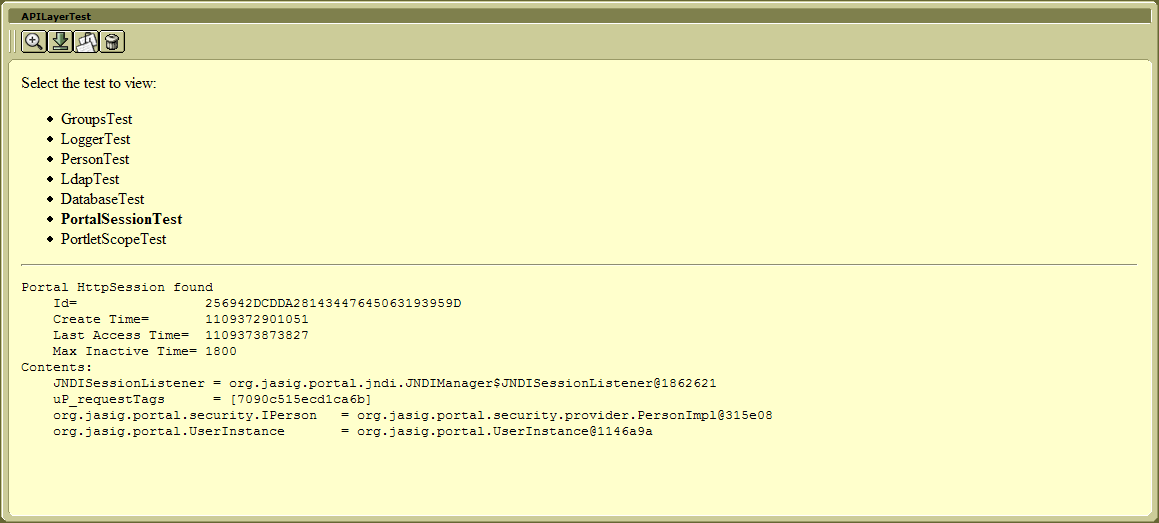 APILayerTest
Select the test to view:
GroupsTest
LoggerTest
PersonTest
LdapTest
DatabaseTest
PortalSessionTest
PortletScopeTest
Portal HttpSession found
Id= 256942DCDDA28143447645063193959D
Create Time= 1109372901051
Last Access Time= 1109373873827
Max Inactive Time= 1800
Contents:
JNDISessionListener = org.jasig.portal.jndi.JNDIManager$JNDISessionListener@1862621
uP_requestTags = [7090c515ecd1ca6b]
org.jasig.portal.security.IPerson = org.jasig.portal.security.provider.PersonImpl@315e08
org.jasig.portal.UserInstance = org.jasig.portal.UserInstance@1146a9a